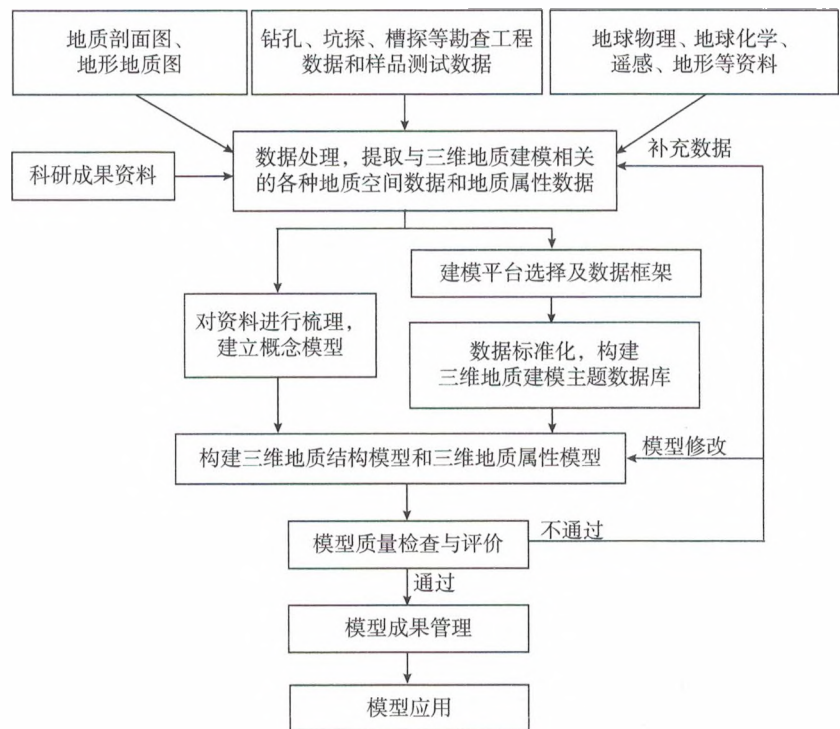 地质剖面图、
地形地质图
钻孔、坑探、槽探等勘查工程
数据和样品测试数据
地球物理、地球化学、
遥感、地形等资料
科研成果资料
数据处理，提取与三维地质建模相关
的各种地质空间数据和地质属性数据
补充数据
建模平台选择及数据框架
对资料进行梳理，
建立概念模型
数据标准化，构建
三维地质建模主题数据库
构建三维地质结构模型和三维地质属性模型
模型修改
模型质量检查与评价
不通过
通过
模型成果管理
模型应用